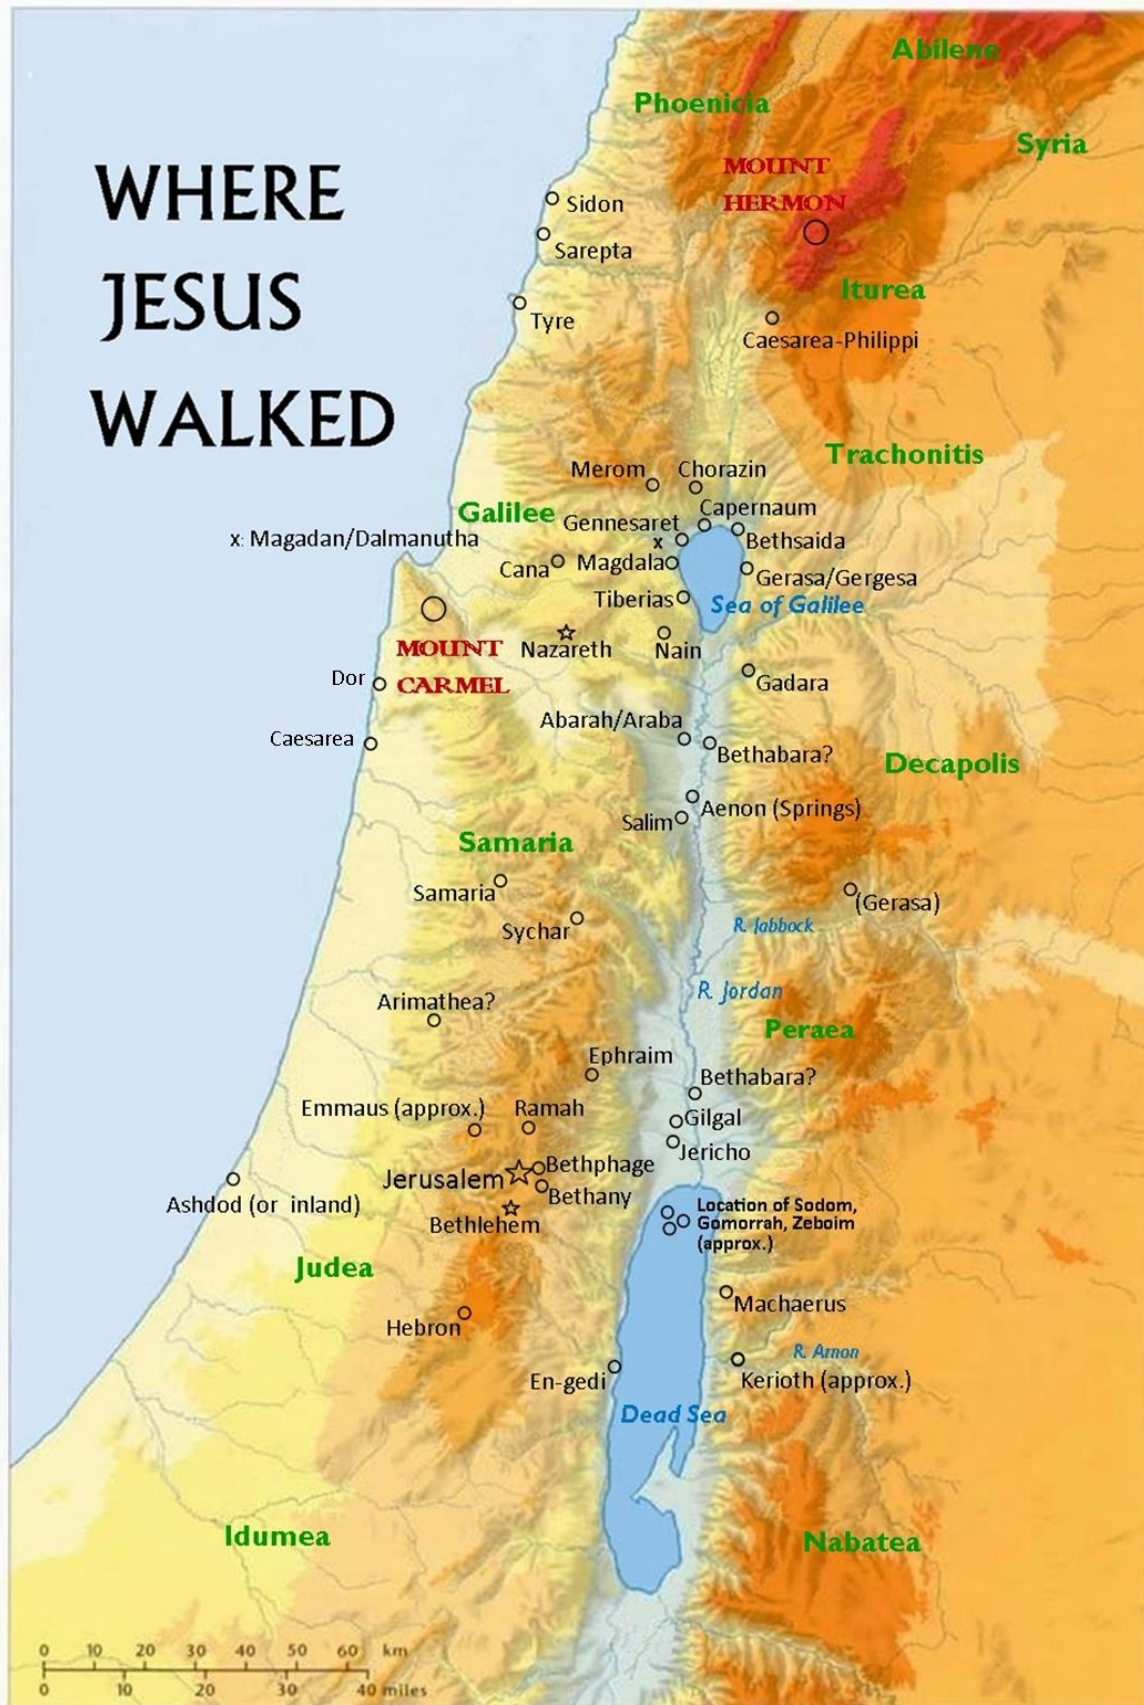 WHERE
JESUS
WALKED
Abilene
Phoenicia
Syria
MOUNT
HERMON
Sidon
Sarepta
Iturea
Tyre
Caesarea-Philippi
Trachonitis
Merom
Chorazin
Galilee
Capernaum
Gennesaret
x: Magadan/Dalmanutha
x
Bethsaida
Cana
Magdala
Gerasa/Gergesa
Tiberias
Sea of Galilee
MOUNT
CARMEL
Nazareth
Nain
Dor
Gadara
Abarah/Araba
Caesarea
Bethabara?
Decapolis
Aenon (Springs)
Salim
Samaria
Samaria
(Gerasa)
Sychar
R. Jabbock
R. Jordan
Arimathea?
Peraea
Ephraim
Bethabara?
Emmaus (approx.)
Ramah
Gilgal
Jericho
Jerusalem
Bethphage
Bethany
Ashdod (or inland)
Bethlehem
Location of Sodom,
Gomorrah, Zeboim
(approx.)
Judea
Machaerus
Hebron
R. Arnon
En-gedi
Kerioth (approx.)
Dead Sea
Idumea
Nabatea
0 10 20 30 40 50 60 km
0 10 20 30 40 miles